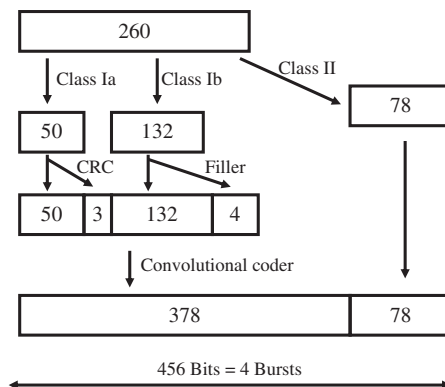 260
Class Ia Class Ib Class II
78
50 132
CRC Filler
50 3 132 4
Convolutional coder
378 78
456 Bits = 4 Bursts